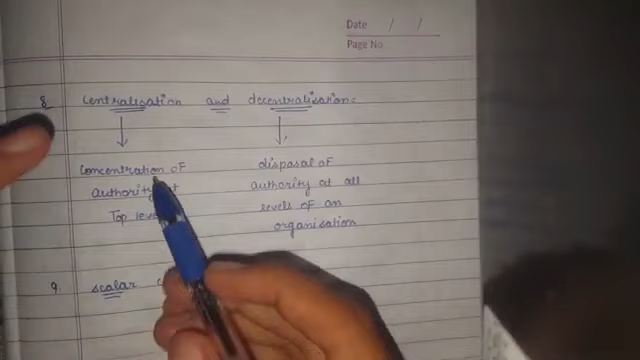 Date / /
Page No
8. centralisation and decentralisation:
concentration of
authority at
Top leve
disposal of
authority at all
levels of an
organisation
9. scalar